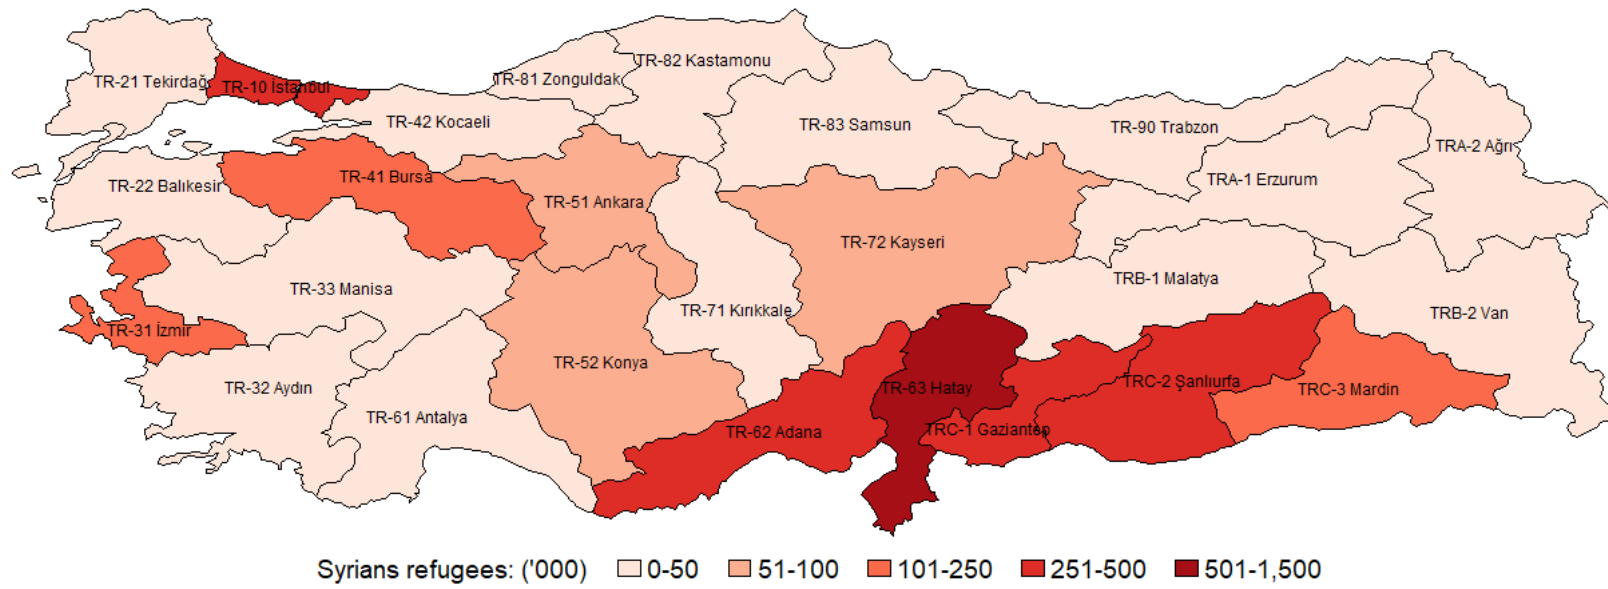 TR-82 Kastamonu
TR-81 Zonguldak
TR-21 Tekirdağ
TR-10 İstanbul
TR-42 Kocaeli
TR-83 Samsun
TR-90 Trabzon
TRA-2 Ağrı
TR-41 Bursa
TRA-1 Erzurum
TR-22 Balıkesir
TR-51 Ankara
TR-72 Kayseri
TRB-1 Malatya
TR-33 Manisa
TR-71 Kırıkkale
TRB-2 Van
TR-31 İzmir
TR-52 Konya
TRC-2 Şanlıurfa
TR-32 Aydın
TR-63 Hatay
TRC-3 Mardin
TR-61 Antalya
TR-62 Adana
TRC-1 Gaziantep
Syrians refugees: ('000) 0-50 51-100 101-250 251-500 501-1,500